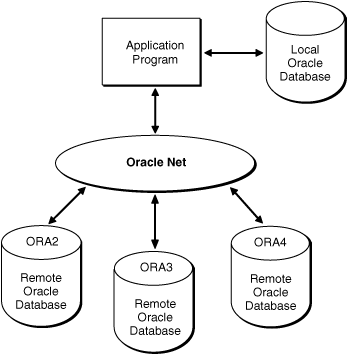 Application
Program
Local
Oracle
Database
Oracle Net
ORA2
Remote
Oracle
Database
ORA3
Remote
Oracle
Database
ORA4
Remote
Oracle
Database